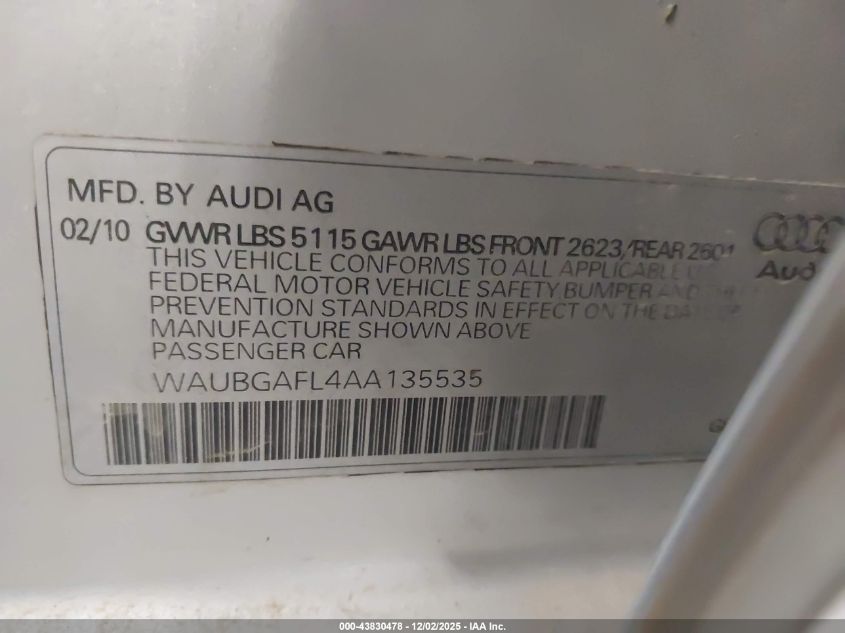 MFD. BY AUDI AG
02/10 GVWR LBS 5115 GAWR LBS FRONT 2623/REAR 2601
THIS VEHICLE CONFORMS TO ALL APPLICABLE
FEDERAL MOTOR VEHICLE SAFETY, BUMPER AND
PREVENTION STANDARDS IN EFFECT ON THE DATE OF
MANUFACTURE SHOWN ABOVE
PASSENGER CAR
WAUBGAFL4AA135535
Audi
000-43830478 - 12/02/2025 - IAA Inc.